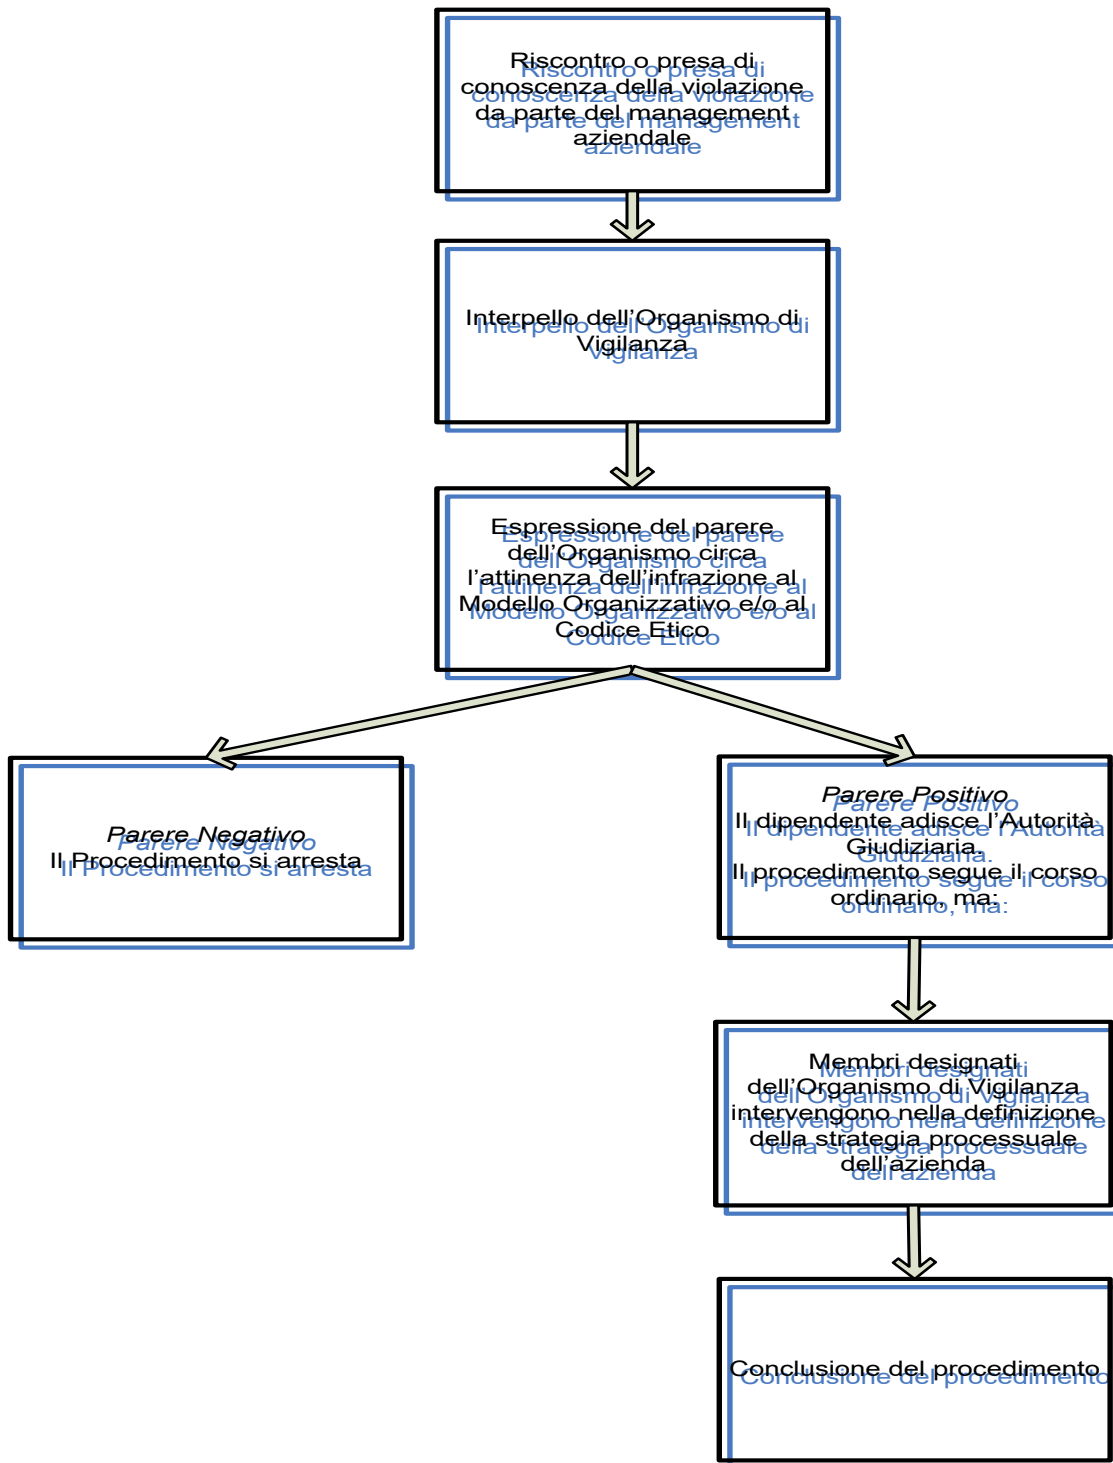 Riscontro o presa di
conoscenza della violazione
da parte del management
aziendale
Interpello dell’Organismo di
Vigilanza
Espressione del parere
dell’Organismo circa
l’attinenza dell’infrazione al
Modello Organizzativo e/o al
Codice Etico
Parere Negativo
Il Procedimento si arresta
Parere Positivo
Il dipendente adisce l’Autorità
Giudiziaria.
Il procedimento segue il corso
ordinario, ma:
Membri designati
dell’Organismo di Vigilanza
intervengono nella definizione
della strategia processuale
dell’azienda
Conclusione del procedimento